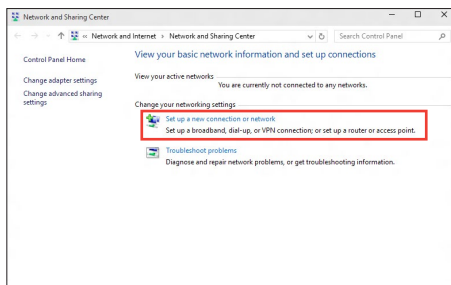 Network and Sharing Center
« Network and Internet › Network and Sharing Center
Search Control Panel
Control Panel Home
Change adapter settings
Change advanced sharing
settings
View your basic network information and set up connections
View your active networks
You are currently not connected to any networks.
Change your networking settings
Set up a new connection or network
Set up a broadband, dial-up, or VPN connection; or set up a router or access point.
Troubleshoot problems
Diagnose and repair network problems, or get troubleshooting information.